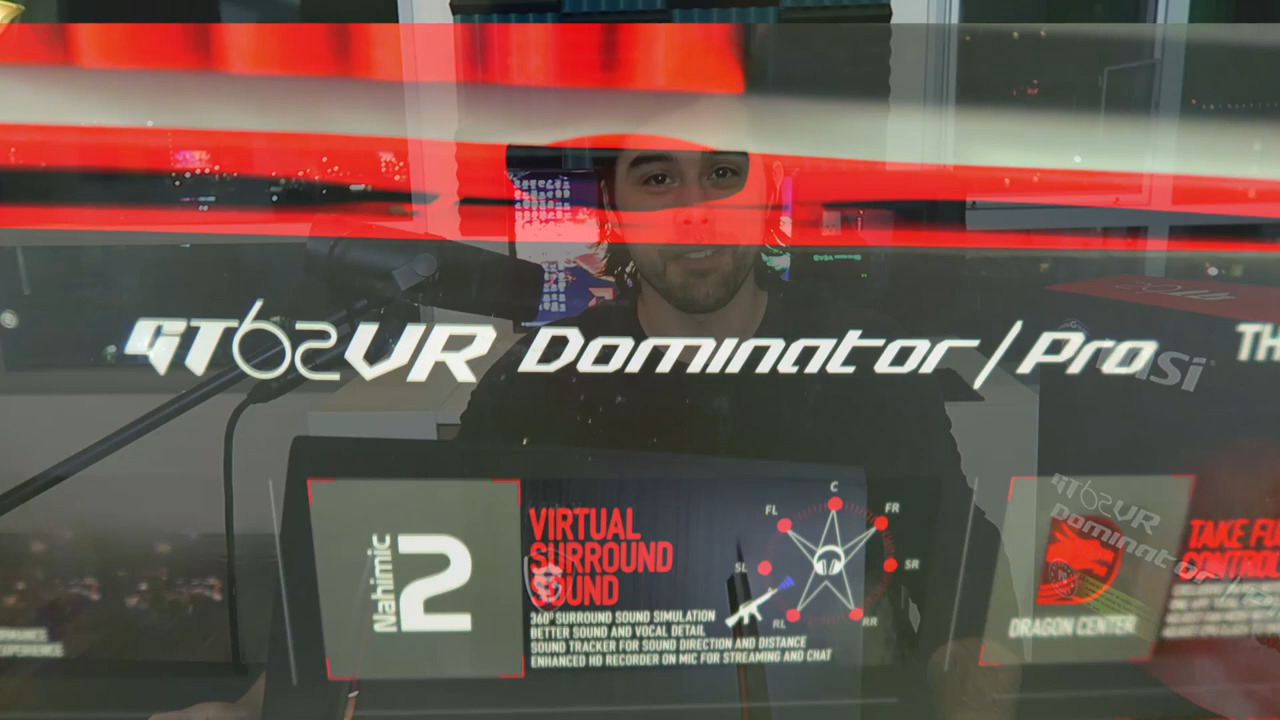 GT62VR Dominator / Pro
TH
msi
GT62VR
Dominator /
EVGA
Nahimic 2
VIRTUAL
SURROUND
SOUND
360° SURROUND SOUND SIMULATION
BETTER SOUND AND VOCAL DETAIL
SOUND TRACKER FOR SOUND DIRECTION AND DISTANCE
ENHANCED HD RECORDER ON MIC FOR STREAMING AND CHAT
C
FL
FR
SL
SR
RL
RR
DRAGON CENTER
TAKE FU
CONTROL